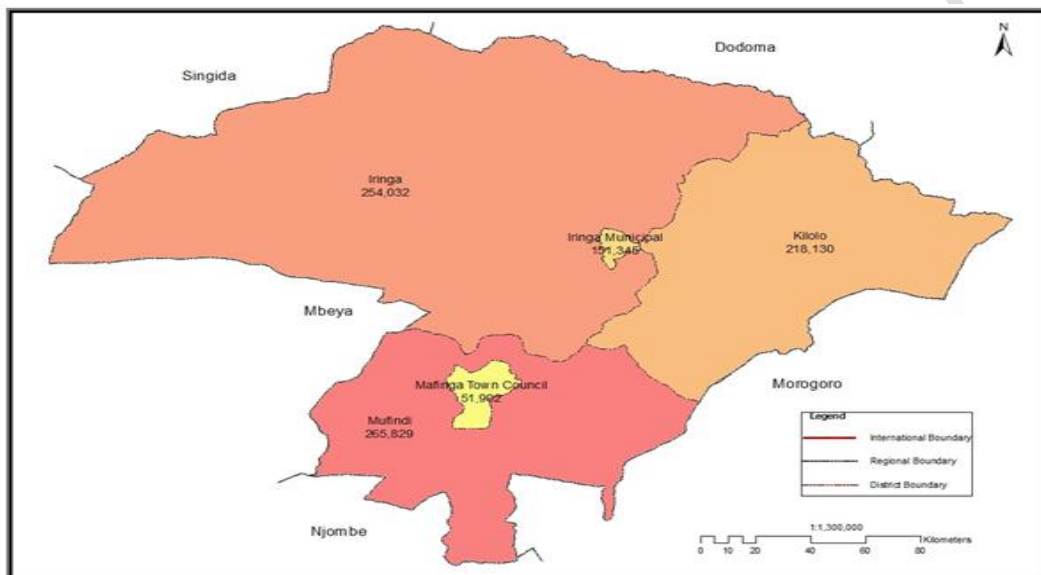 N
Dodoma
Singida
Iringa
254,032
Iringa Municipal
151,345
Kilolo
218,130
Mbeya
Mafinga Town Council
51,902
Morogoro
Mufindi
265,829
Legend
International Boundary
Regional Boundary
District Boundary
Njombe
1:1,300,000
0 5 10 20 40 60 80 Kilometers